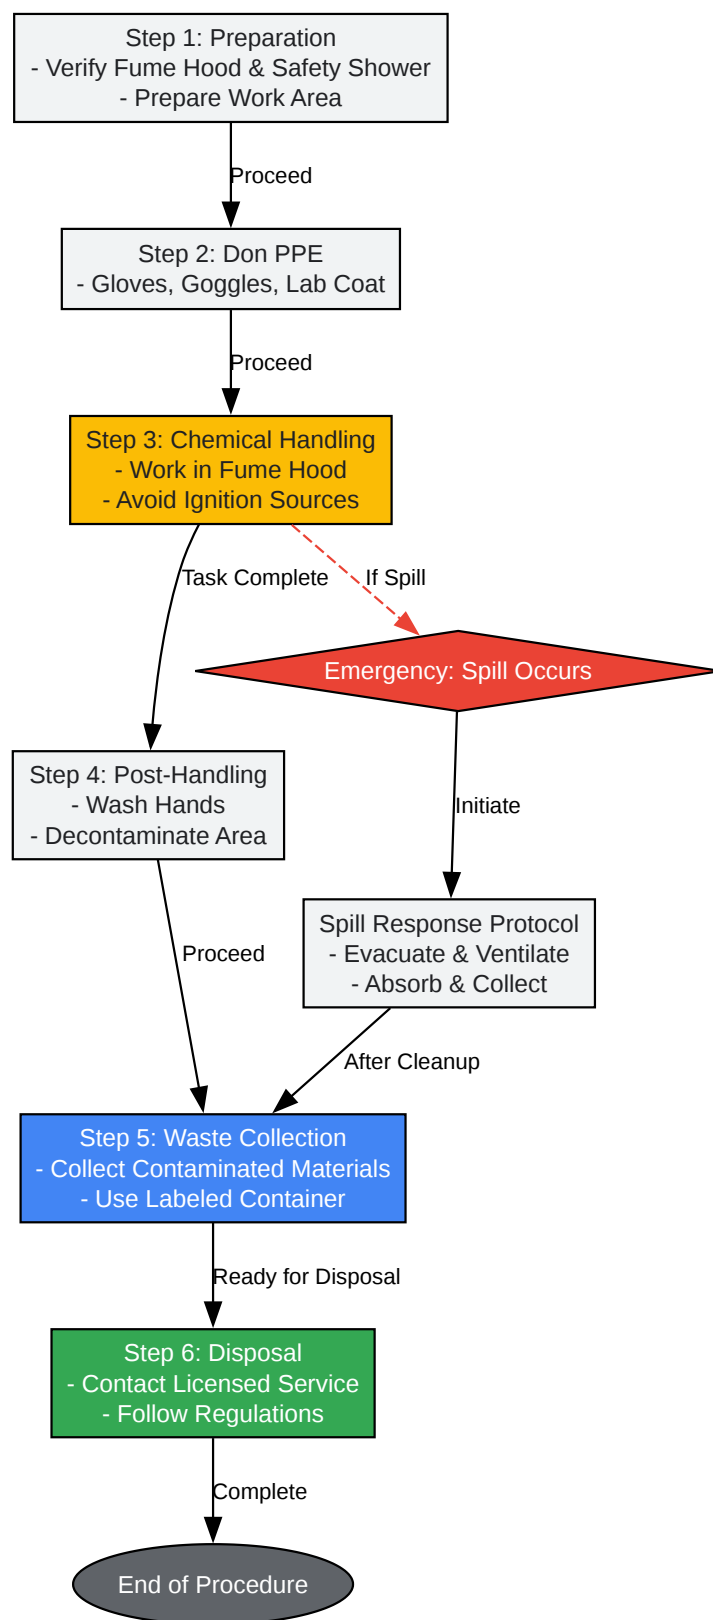 Step 1: Preparation
- Verify Fume Hood & Safety Shower
- Prepare Work Area
Proceed
Step 2: Don PPE
- Gloves, Goggles, Lab Coat
Proceed
Step 3: Chemical Handling
- Work in Fume Hood
- Avoid Ignition Sources
Task Complete
If Spill
Emergency: Spill Occurs
Step 4: Post-Handling
- Wash Hands
- Decontaminate Area
Initiate
Spill Response Protocol
- Evacuate & Ventilate
- Absorb & Collect
Proceed
After Cleanup
Step 5: Waste Collection
- Collect Contaminated Materials
- Use Labeled Container
Ready for Disposal
Step 6: Disposal
- Contact Licensed Service
- Follow Regulations
Complete
End of Procedure